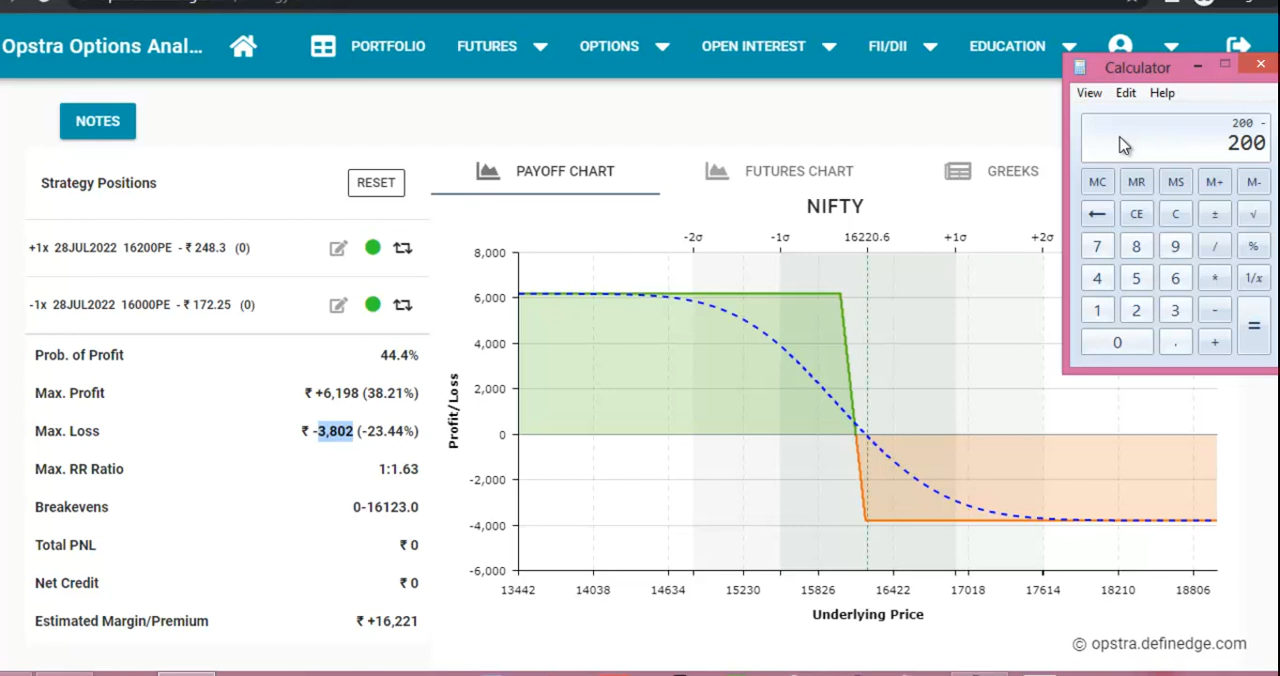 Opstra Options Anal... PORTFOLIO FUTURES OPTIONS OPEN INTEREST FII/DII EDUCATION
Calculator
View Edit Help
200 -
200
MC MR MS M+ M-
← CE C ± √
7 8 9 / %
4 5 6 * 1/x
1 2 3 - =
0 . +
NOTES
Strategy Positions RESET
+1x 28JUL2022 16200PE - ₹ 248.3 (0)
-1x 28JUL2022 16000PE - ₹ 172.25 (0)
Prob. of Profit 44.4%
Max. Profit ₹ +6,198 (38.21%)
Max. Loss ₹ -3,802 (-23.44%)
Max. RR Ratio 1:1.63
Breakevens 0-16123.0
Total PNL ₹ 0
Net Credit ₹ 0
Estimated Margin/Premium ₹ +16,221
PAYOFF CHART FUTURES CHART GREEKS
NIFTY
-2σ -1σ 16220.6 +1σ +2σ
8,000
6,000
4,000
2,000
0
-2,000
-4,000
-6,000
Profit/Loss
13442 14038 14634 15230 15826 16422 17018 17614 18210 18806
Underlying Price
© opstra.definedge.com